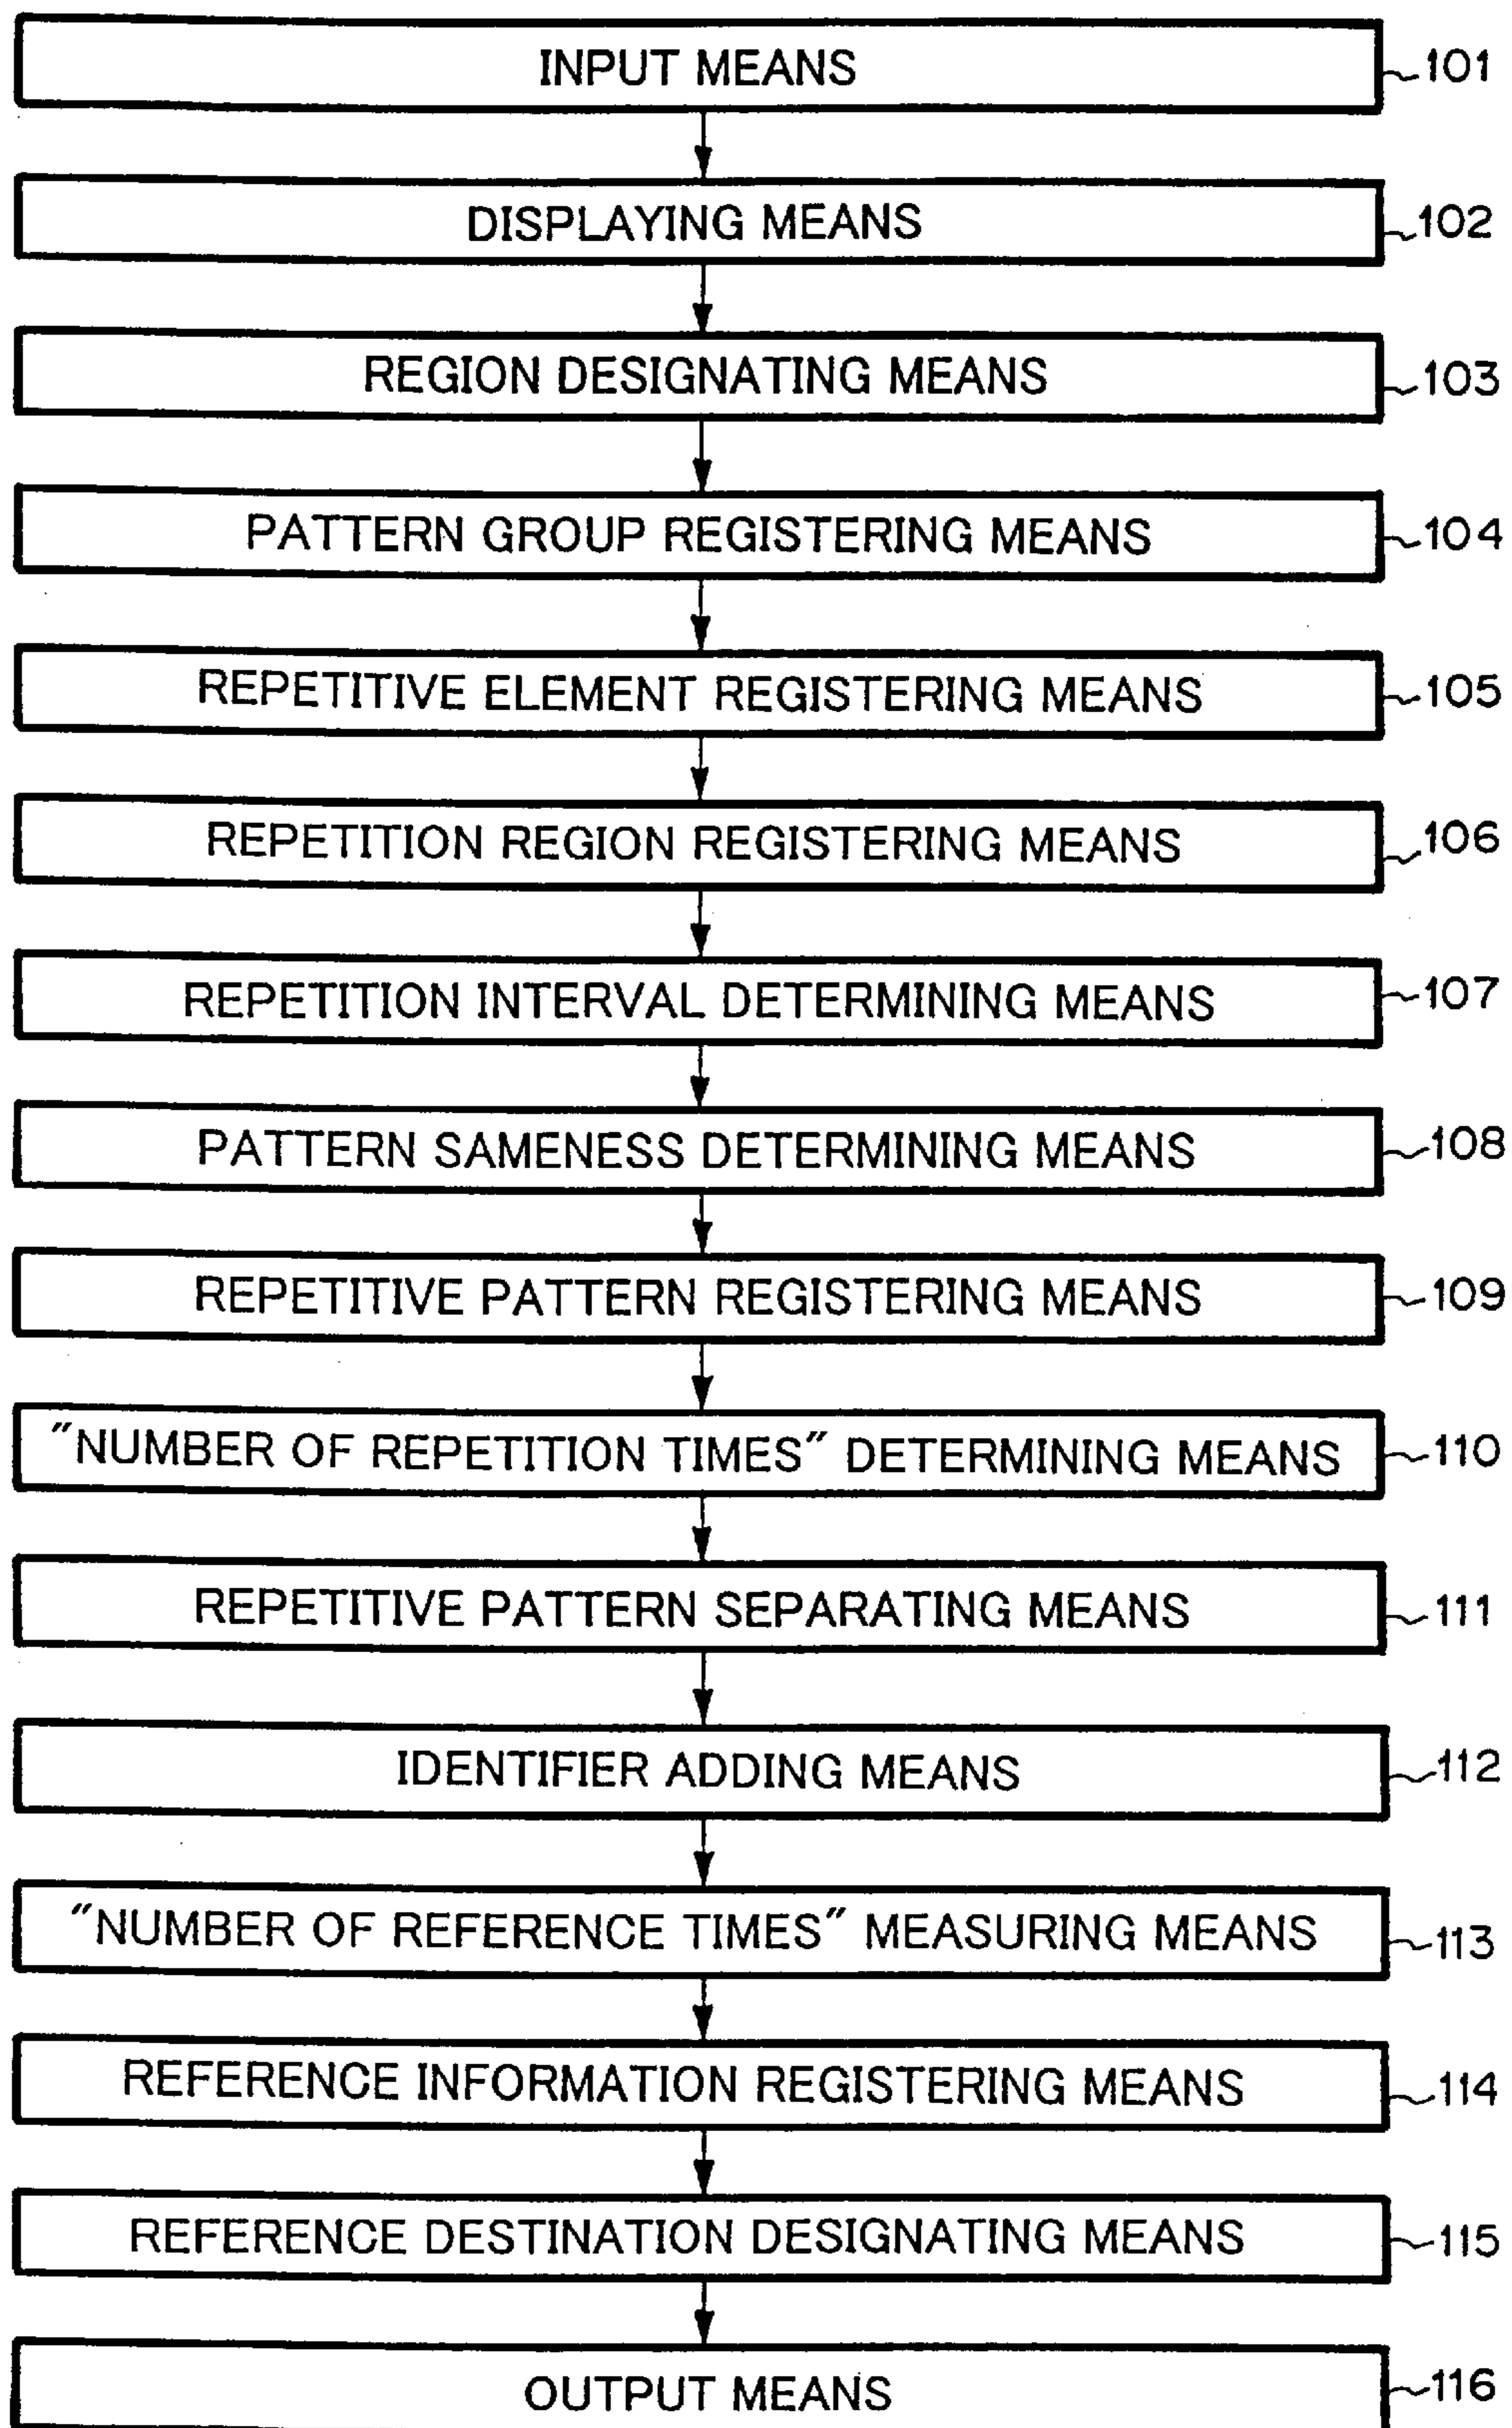 INPUT MEANS 101
DISPLAYING MEANS 102
REGION DESIGNATING MEANS 103
PATTERN GROUP REGISTERING MEANS 104
REPETITIVE ELEMENT REGISTERING MEANS 105
REPETITION REGION REGISTERING MEANS 106
REPETITION INTERVAL DETERMINING MEANS 107
PATTERN SAMENESS DETERMINING MEANS 108
REPETITIVE PATTERN REGISTERING MEANS 109
"NUMBER OF REPETITION TIMES" DETERMINING MEANS 110
REPETITIVE PATTERN SEPARATING MEANS 111
IDENTIFIER ADDING MEANS 112
"NUMBER OF REFERENCE TIMES" MEASURING MEANS 113
REFERENCE INFORMATION REGISTERING MEANS 114
REFERENCE DESTINATION DESIGNATING MEANS 115
OUTPUT MEANS 116